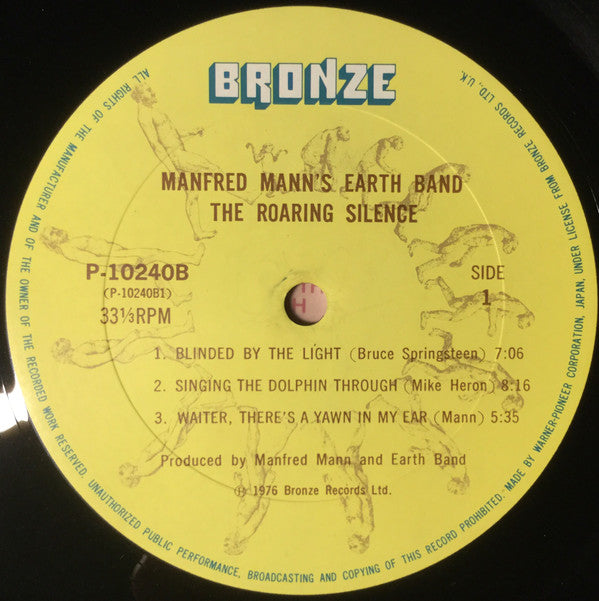 BRONZE
MANFRED MANN'S EARTH BAND
THE ROARING SILENCE
P-10240B
(P-10240B1)
33⅓RPM
SIDE
1
1. BLINDED BY THE LIGHT (Bruce Springsteen) 7:06
2. SINGING THE DOLPHIN THROUGH (Mike Heron) 8:16
3. WAITER, THERE'S A YAWN IN MY EAR (Mann) 5:35
Produced by Manfred Mann and Earth Band
Ⓟ 1976 Bronze Records Ltd.
ALL RIGHTS OF THE MANUFACTURER AND OF THE OWNER OF THE RECORDED WORK RESERVED. UNAUTHORIZED PUBLIC PERFORMANCE, BROADCASTING AND COPYING OF THIS RECORD PROHIBITED. MADE BY WARNER-PIONEER CORPORATION, JAPAN, UNDER LICENSE FROM BRONZE RECORDS LTD., U.K.